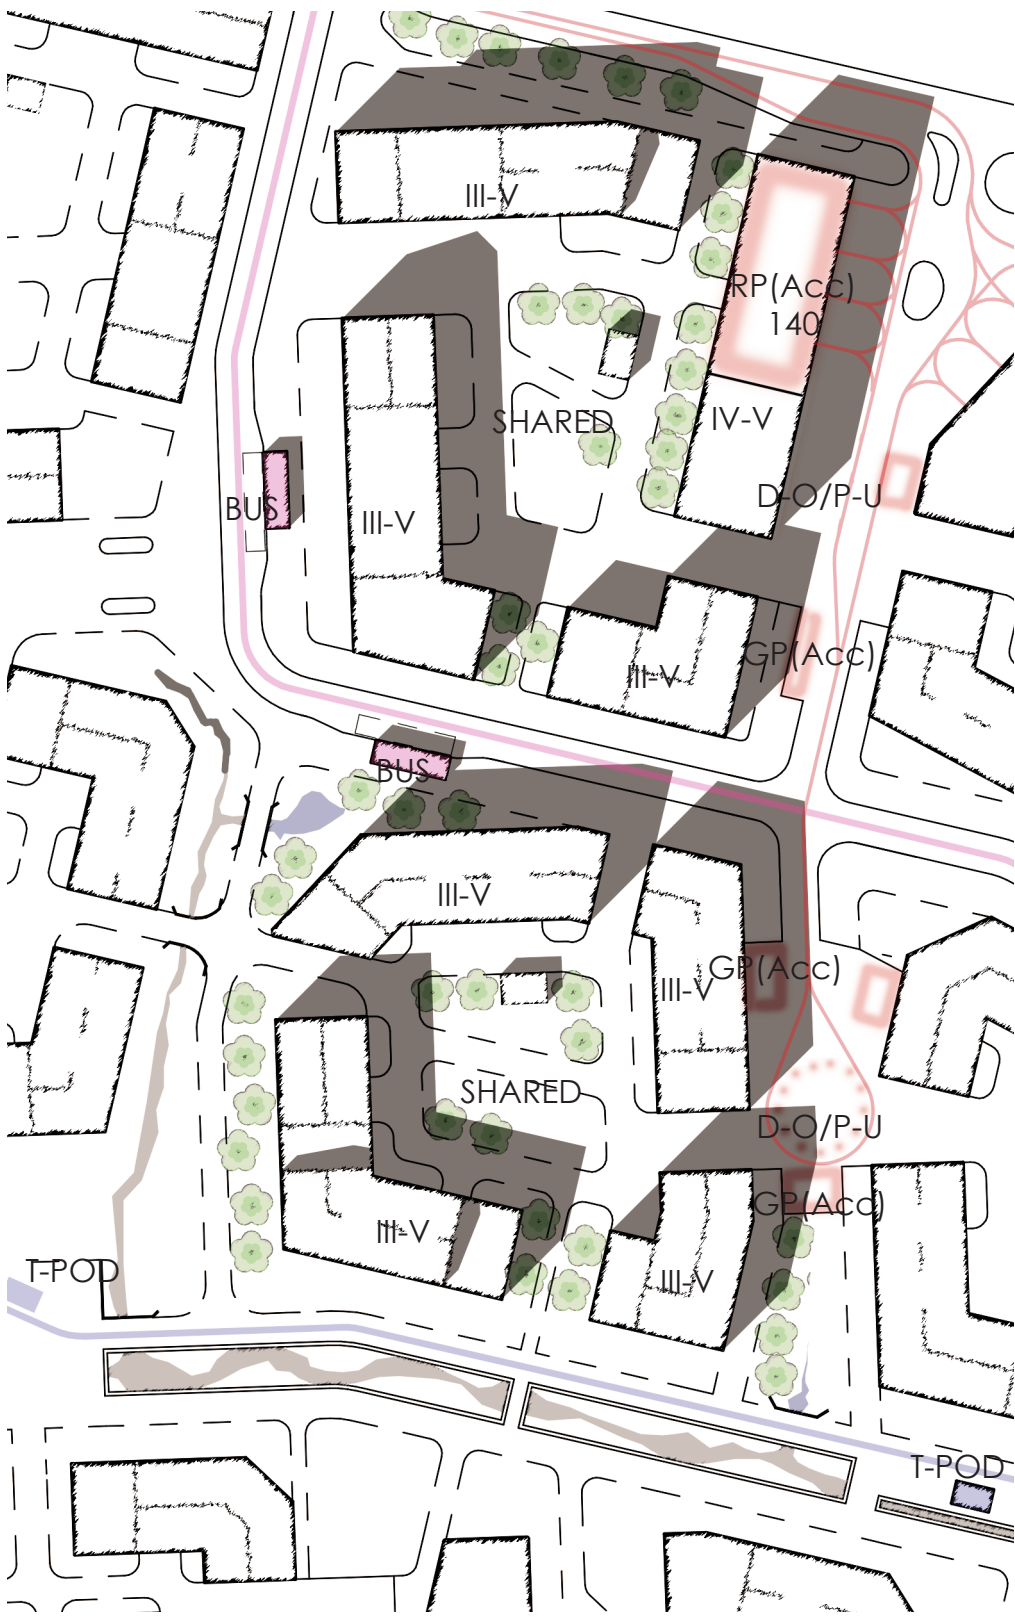 III-V
RP(Acc)
140
SHARED
IV-V
D-O/P-U
BUS
III-V
GP(Acc)
III-V
BUS
III-V
GP(Acc)
III-V
SHARED
D-O/P-U
GP(Acc)
III-V
T-POD
III-V
T-POD